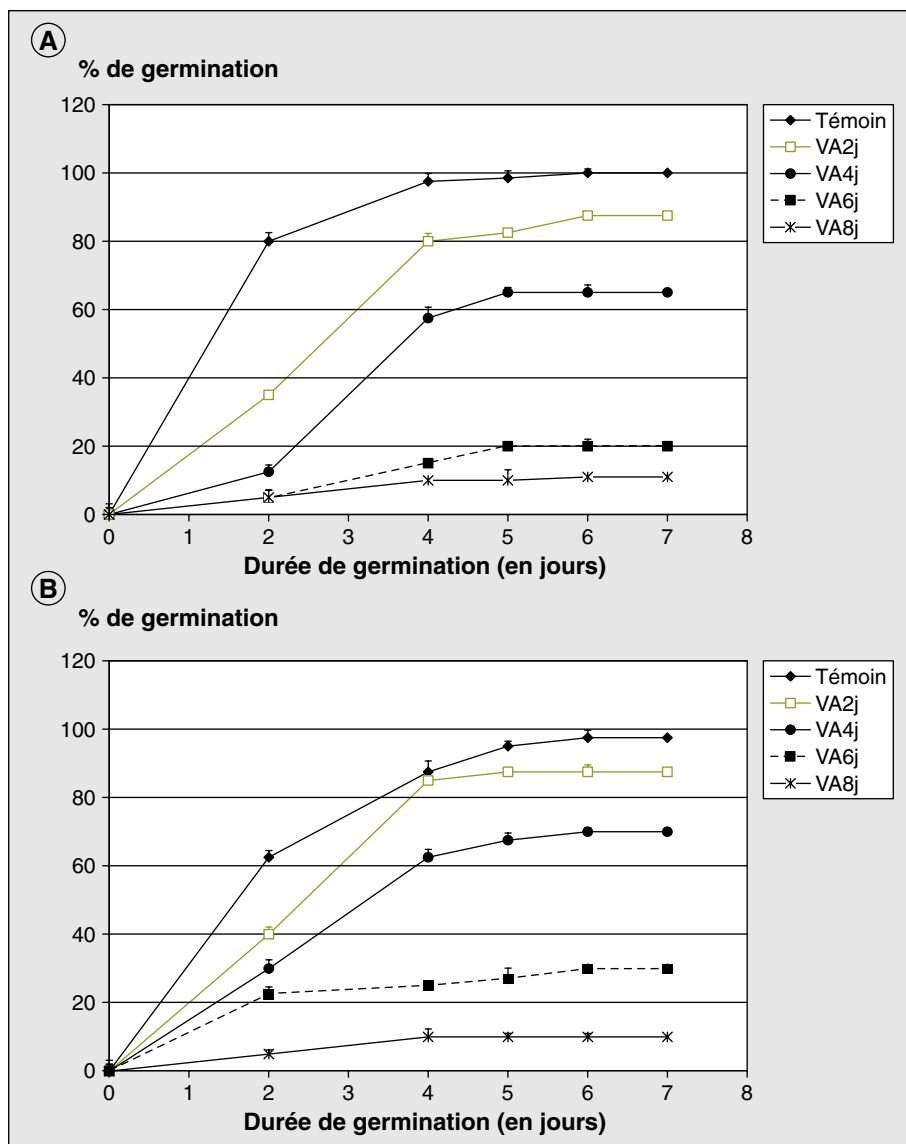 A
% de germination
120
100
80
60
40
20
0
0 1 2 3 4 5 6 7 8
Durée de germination (en jours)
Témoin
VA2j
VA4j
VA6j
VA8j
B
% de germination
120
100
80
60
40
20
0
0 1 2 3 4 5 6 7 8
Durée de germination (en jours)
Témoin
VA2j
VA4j
VA6j
VA8j